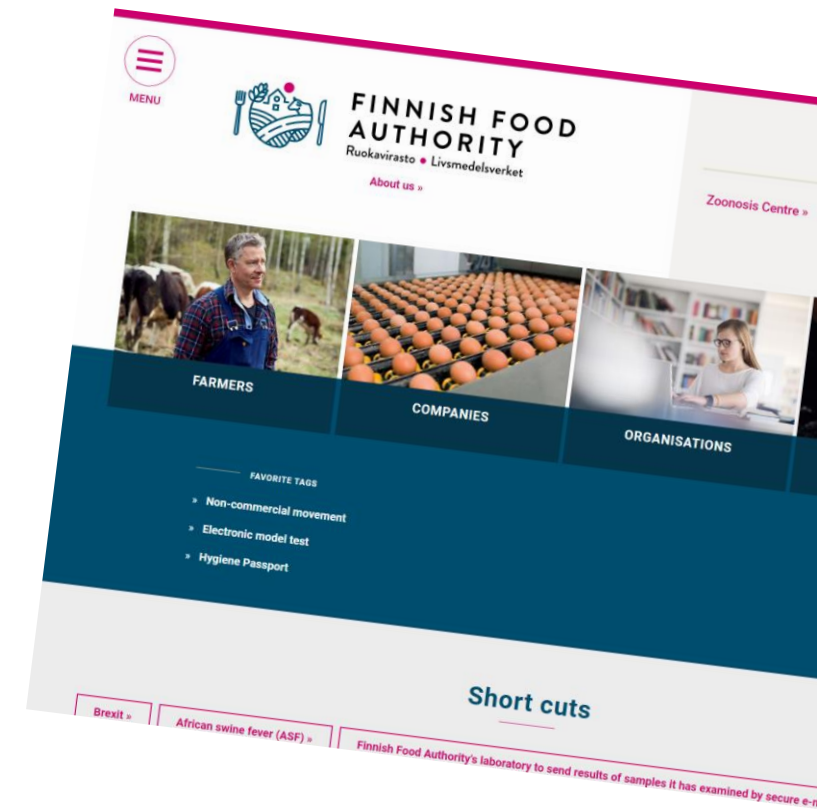 MENU
FINNISH FOOD
AUTHORITY
Ruokavirasto • Livsmedelsverket
About us »
Zoonosis Centre »
FARMERS
COMPANIES
ORGANISATIONS
FAVORITE TAGS
» Non-commercial movement
» Electronic model test
» Hygiene Passport
Short cuts
Brexit »
African swine fever (ASF) »
Finnish Food Authority's laboratory to send results of samples it has examined by secure